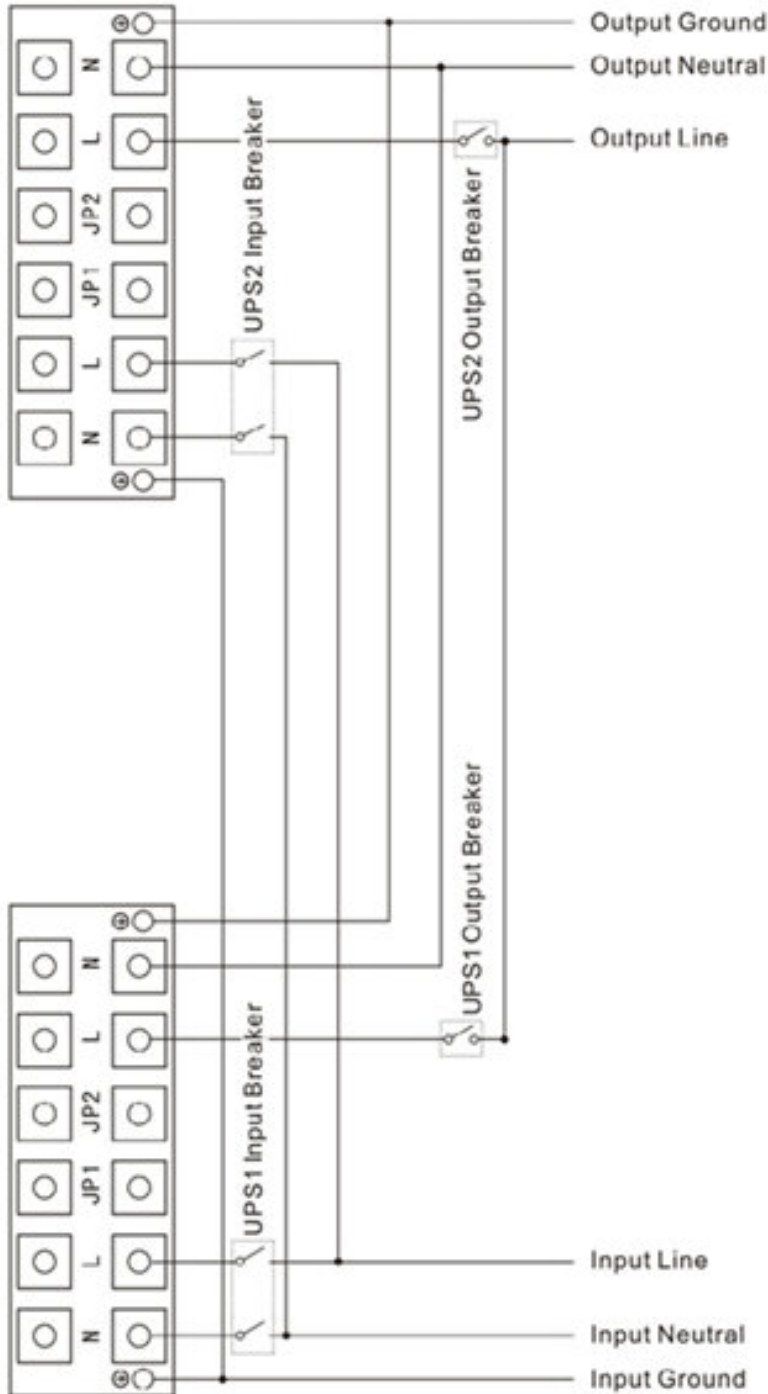 Output Ground
N
Output Neutral
L
Output Line
JP2
JP1
L
N
UPS2 Input Breaker
UPS2 Output Breaker
N
L
JP2
JP1
L
N
UPS1 Input Breaker
UPS1 Output Breaker
Input Line
Input Neutral
Input Ground